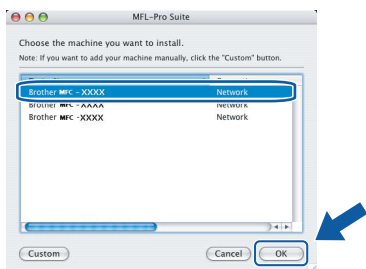 MFL-Pro Suite
Choose the machine you want to install.
Note: If you want to add your machine manually, click the "Custom" button.
Brother MFC - XXXX Network
Brother MFC - XXXX Network
Brother MFC -XXXX Network
Custom Cancel OK